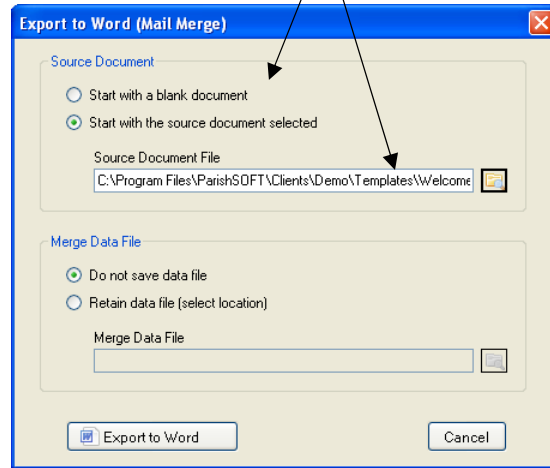 Export to Word (Mail Merge)
Source Document
Start with a blank document
Start with the source document selected
Source Document File
C:\Program Files\ParishSOFT\Clients\Demo\Templates\Welcome
Merge Data File
Do not save data file
Retain data file (select location)
Merge Data File
Export to Word Cancel